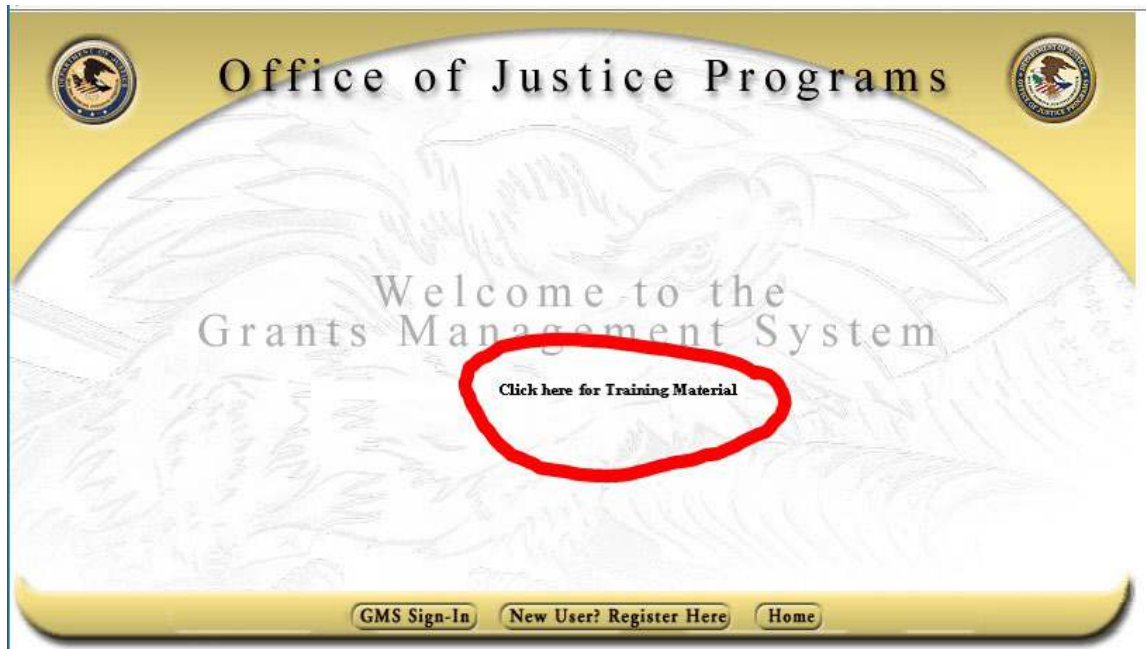 Office of Justice Programs
Welcome to the
Grants Management System
Click here for Training Material
GMS Sign-In
New User? Register Here
Home